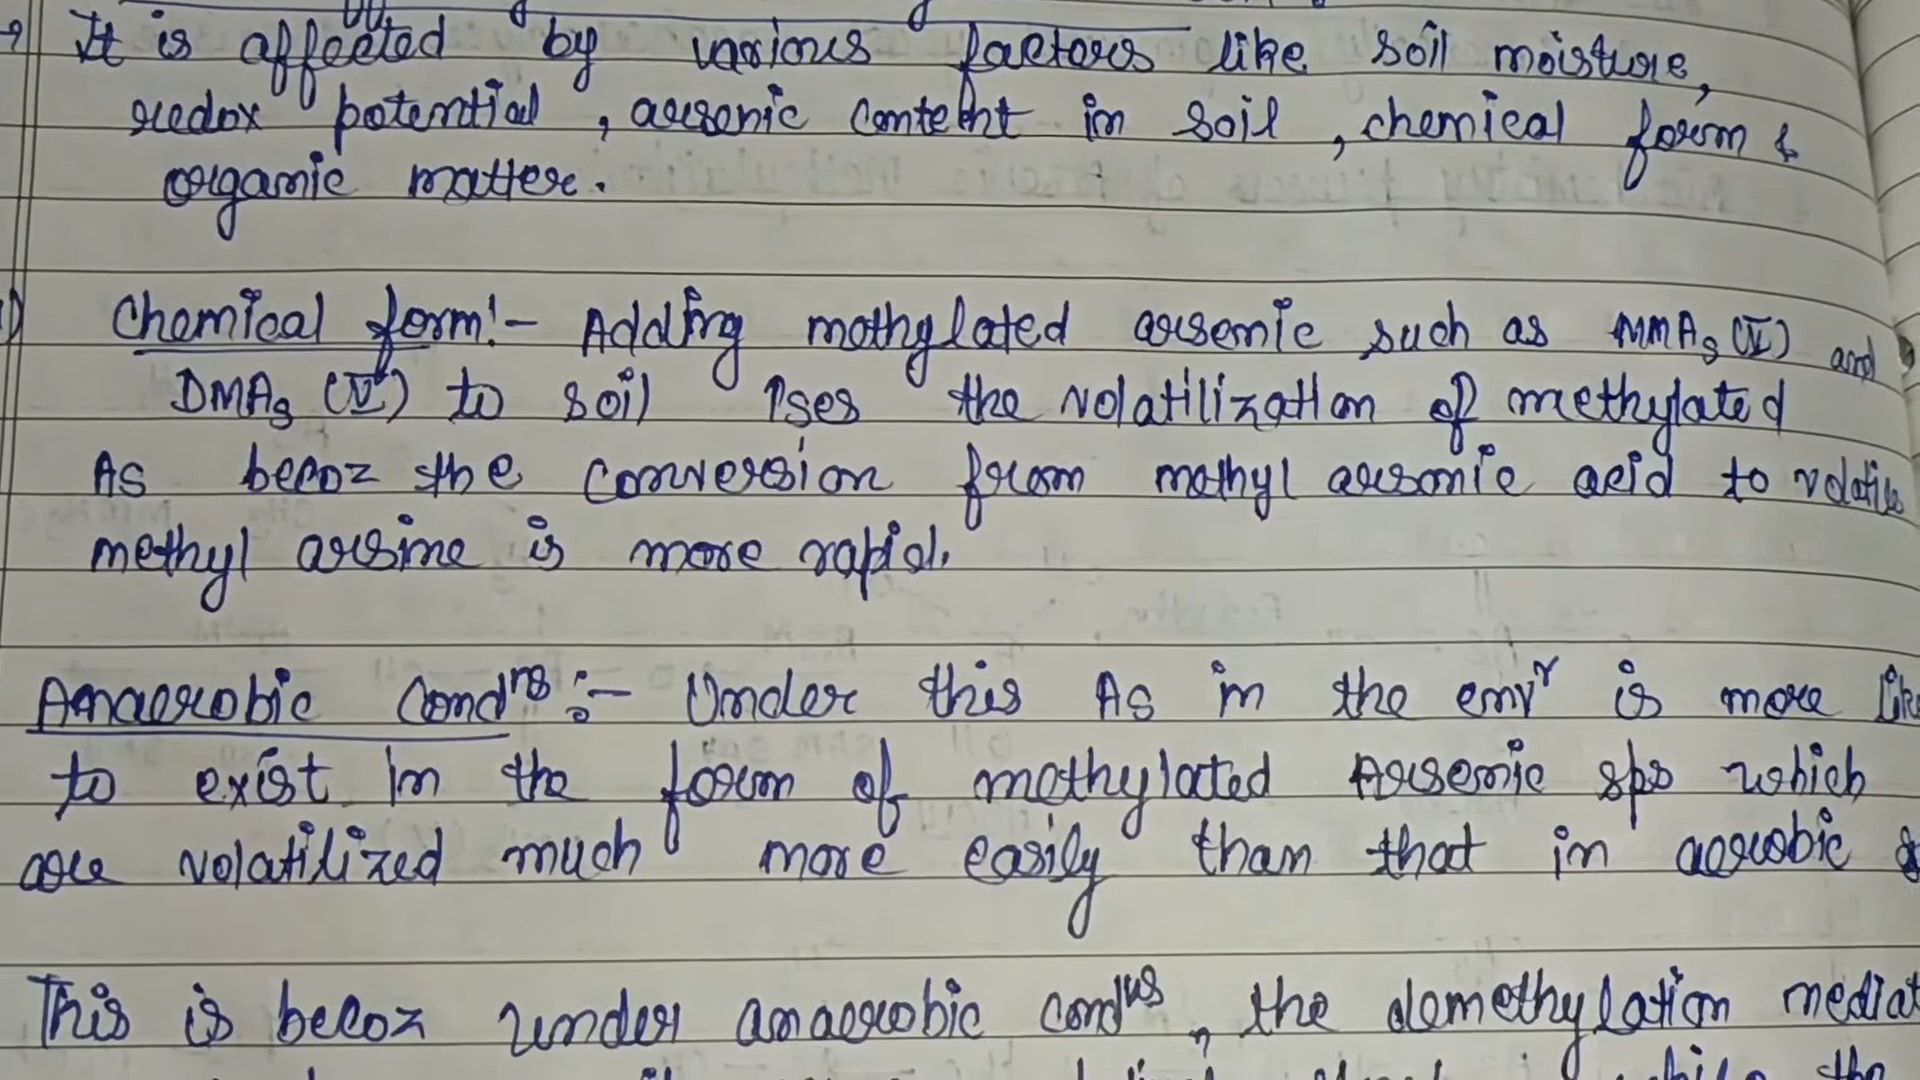 → It is affected by various factors like soil moisture,
redox potential, arsenic content in soil, chemical form &
organic matter.
Chemical form:- Adding methylated arsenic such as MMAs (V) and
DMAs (V) to soil ↑ses the volatilization of methylated
As becoz the conversion from methyl arsonic acid to volatile
methyl arsine is more rapid.
Anaerobic Condns :- Under this As in the envr is more like
to exist in the form of methylated Arsenic sps which
are volatilized much more easily than that in aerobic
This is becoz under anaerobic condns, the demethylation mediat